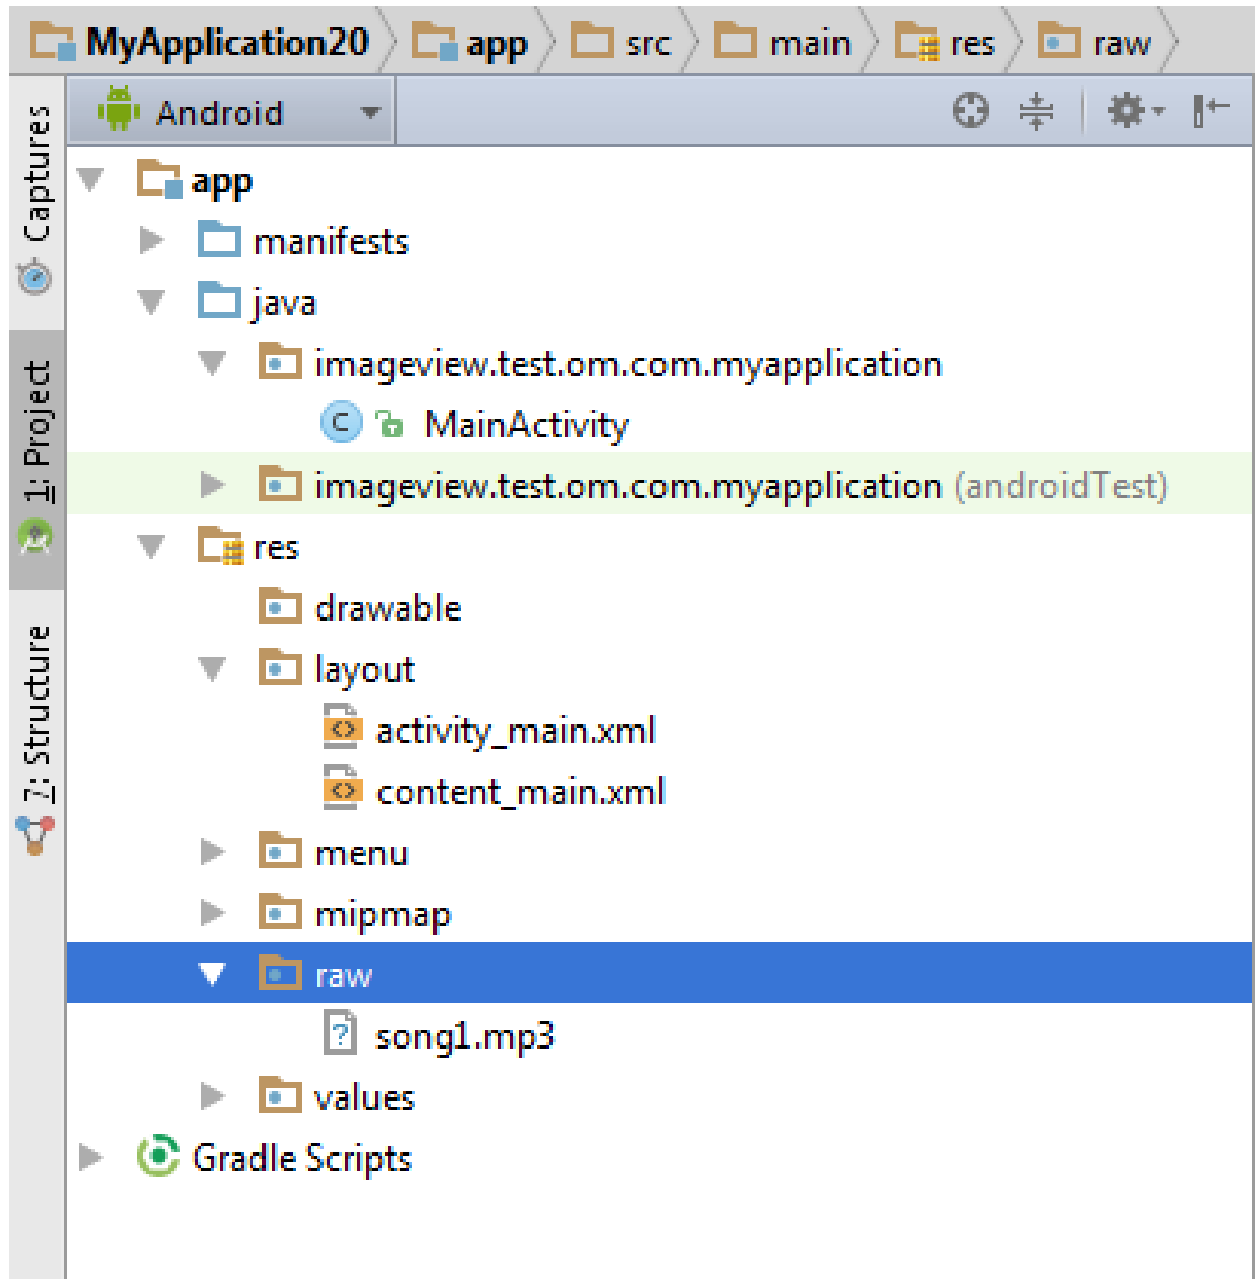 MyApplication20 app src main res raw
Android
Captures
1: Project
7: Structure
app
manifests
java
imageview.test.om.com.myapplication
C MainActivity
imageview.test.om.com.myapplication (androidTest)
res
drawable
layout
activity_main.xml
content_main.xml
menu
mipmap
raw
? song1.mp3
values
Gradle Scripts